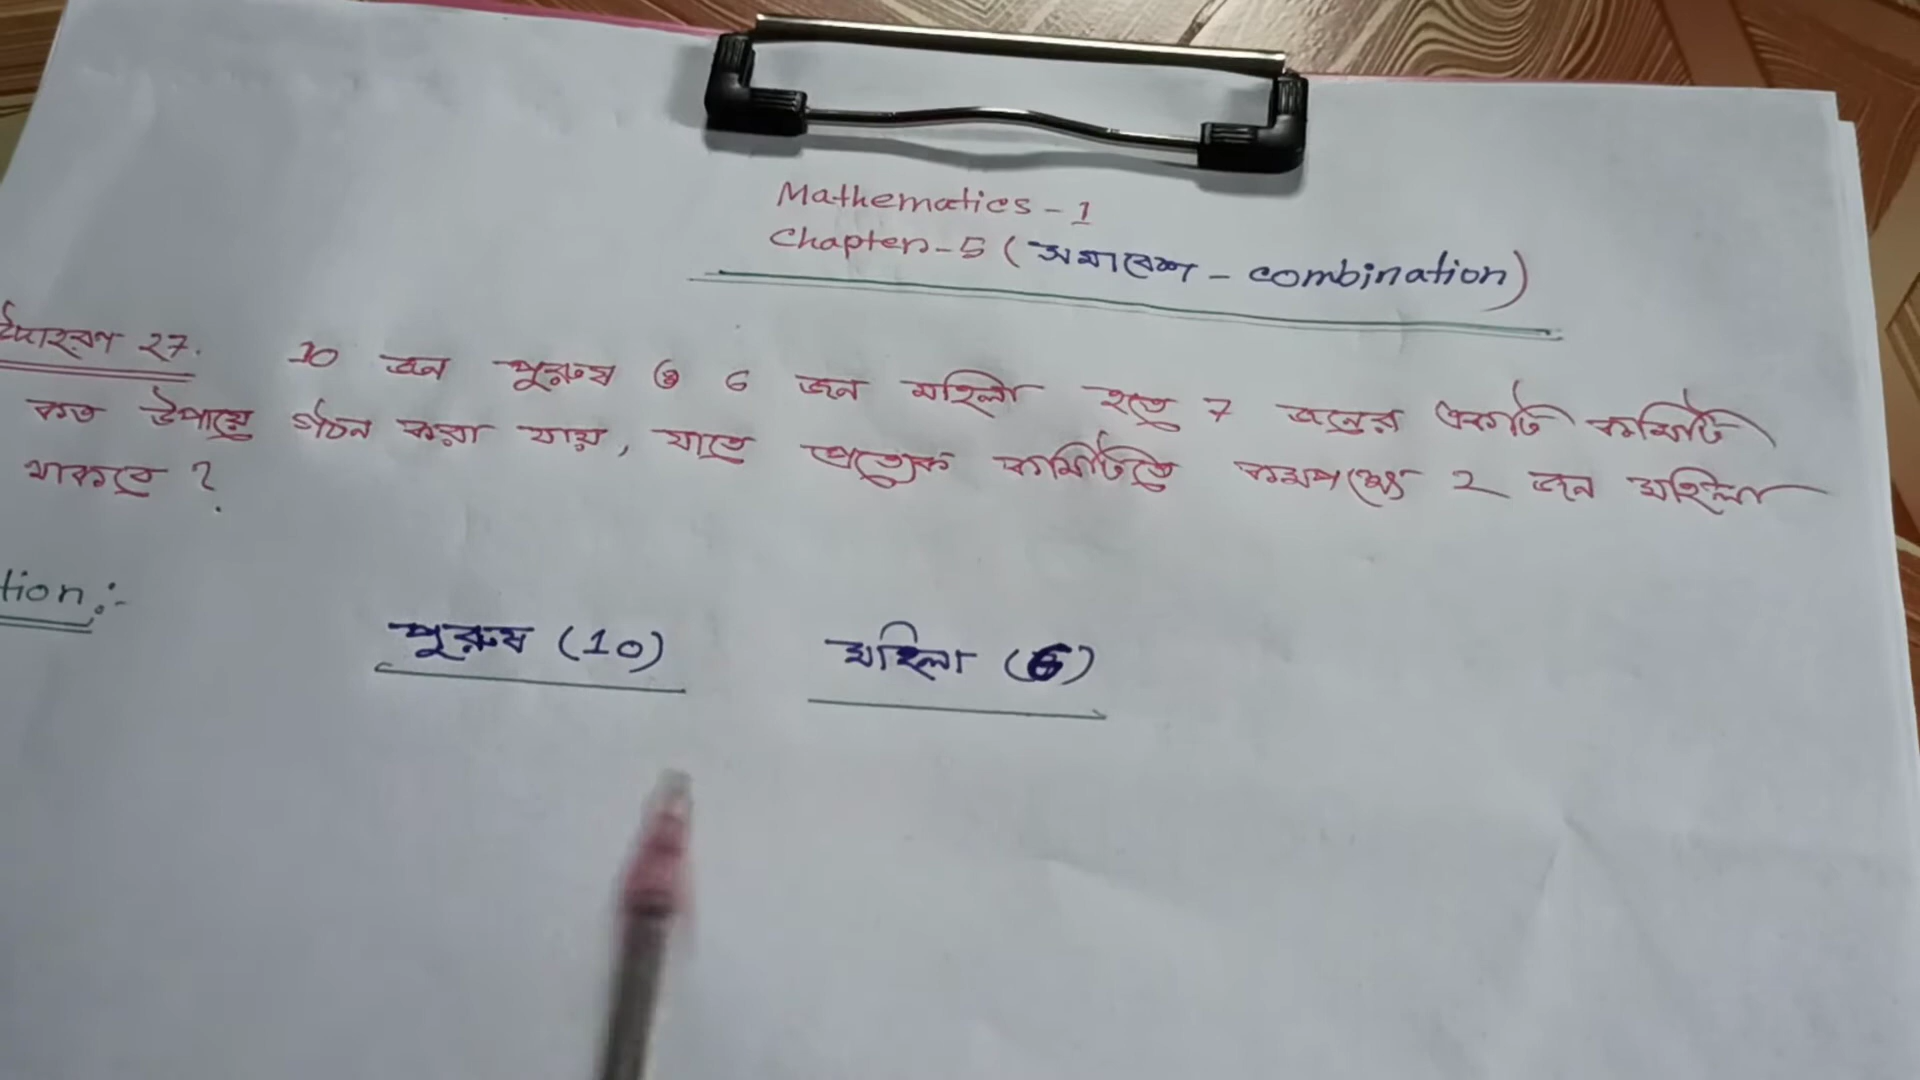 Mathematics - 1
Chapter - 5 (সমাবেশ - combination)
উদাহরণ ২7. 10 জন পুরুষ ও 6 জন মহিলা হতে 7 জনের একটি কমিটি
কত উপায়ে গঠন করা যায়, যাতে প্রত্যেক কমিটিতে কমপক্ষে 2 জন মহিলা
থাকবে ?
tion:-
পুরুষ (10) মহিলা (6)